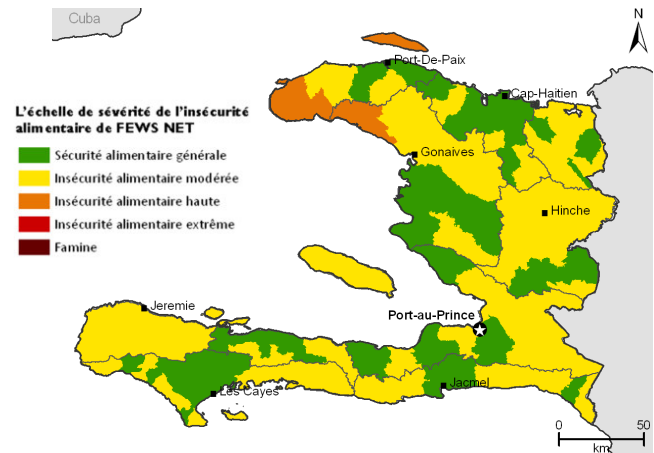 Cuba
N
Port-De-Paix
Cap-Haitien
L'échelle de sévérité de l'insécurité
alimentaire de FEWS NET
Sécurité alimentaire générale
Insécurité alimentaire modérée
Insécurité alimentaire haute
Insécurité alimentaire extrême
Famine
Gonaives
Hinche
Jeremie
Port-au-Prince
Les Cayes
Jacmel
0 50
km